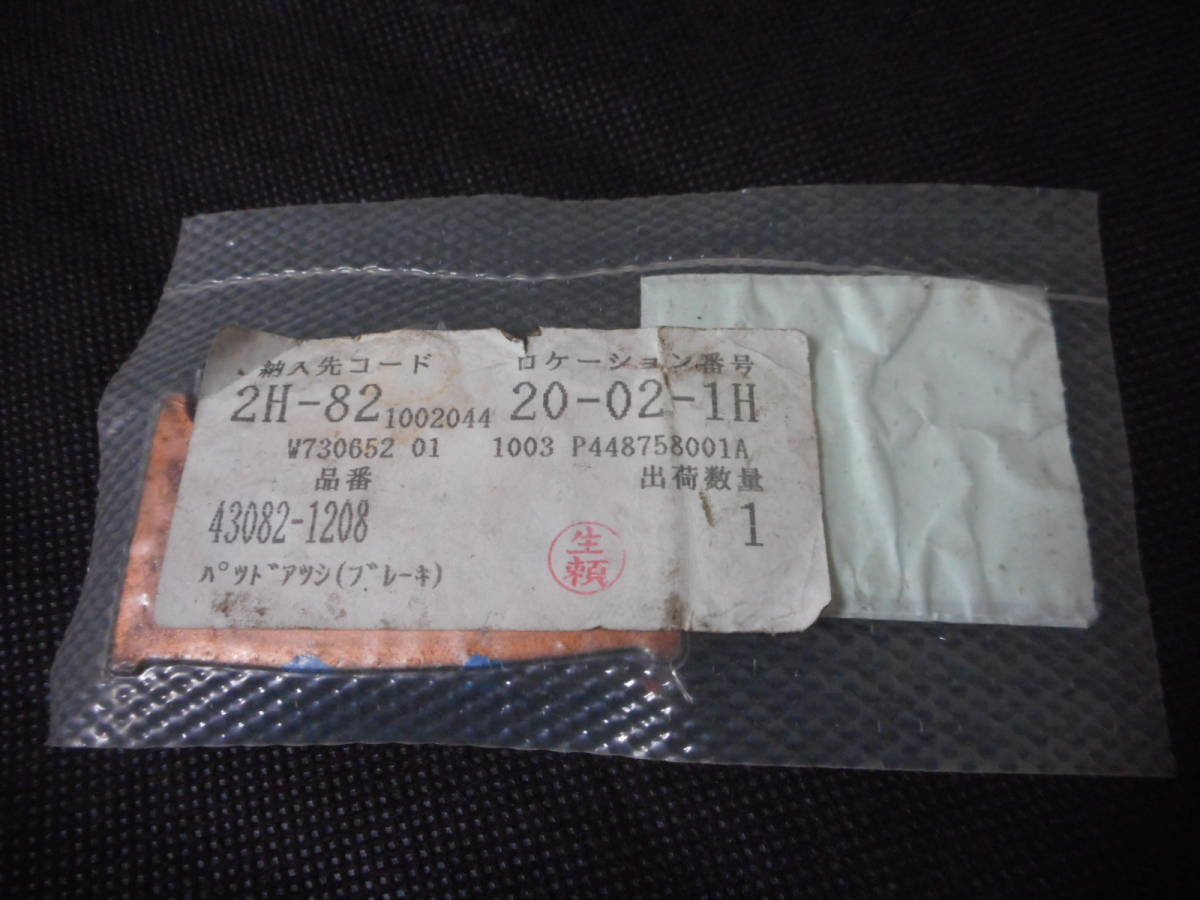 納入先コード ロケーション番号
2H-82 1002044 20-02-1H
W730652 01 1003 P448758001A
品番 出荷数量
43082-1208 1
ﾊﾟツﾄﾞアツシ(ブﾞレーキ)
生
頼